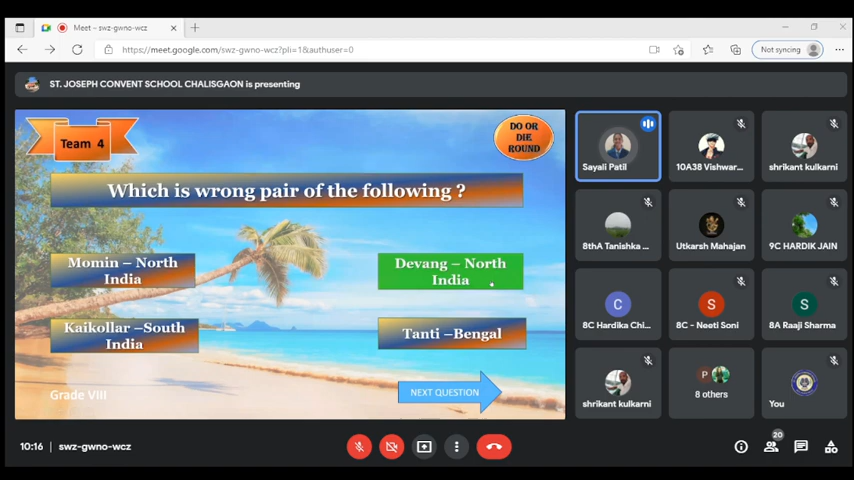 Meet – swz-gwno-wcz
https://meet.google.com/swz-gwno-wcz?pli=1&authuser=0
Not syncing
ST. JOSEPH CONVENT SCHOOL CHALISGAON is presenting
Team 4
DO OR
DIE
ROUND
Which is wrong pair of the following ?
Momin – North
India
Devang – North
India
Kaikollar –South
India
Tanti –Bengal
Grade VIII
NEXT QUESTION
Sayali Patil
10A38 Vishwar...
shrikant kulkarni
8thA Tanishka ...
Utkarsh Mahajan
9C HARDIK JAIN
C
8C Hardika Chi...
S
8C - Neeti Soni
S
8A Raaji Sharma
shrikant kulkarni
P
8 others
You
10:16
swz-gwno-wcz
20